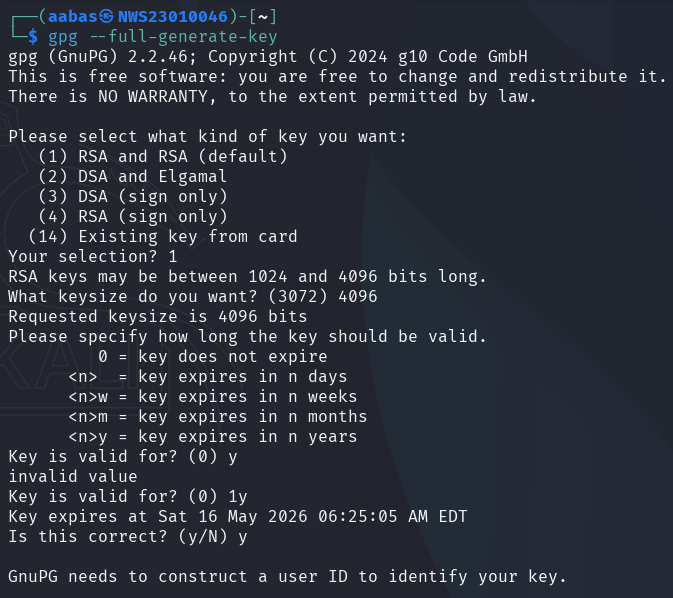 ┌──(aabas㉿NWS23010046)-[~]
└─$ gpg --full-generate-key
gpg (GnuPG) 2.2.46; Copyright (C) 2024 g10 Code GmbH
This is free software: you are free to change and redistribute it.
There is NO WARRANTY, to the extent permitted by law.

Please select what kind of key you want:
   (1) RSA and RSA (default)
   (2) DSA and Elgamal
   (3) DSA (sign only)
   (4) RSA (sign only)
  (14) Existing key from card
Your selection? 1
RSA keys may be between 1024 and 4096 bits long.
What keysize do you want? (3072) 4096
Requested keysize is 4096 bits
Please specify how long the key should be valid.
         0 = key does not expire
      <n>  = key expires in n days
      <n>w = key expires in n weeks
      <n>m = key expires in n months
      <n>y = key expires in n years
Key is valid for? (0) y
invalid value
Key is valid for? (0) 1y
Key expires at Sat 16 May 2026 06:25:05 AM EDT
Is this correct? (y/N) y

GnuPG needs to construct a user ID to identify your key.
KALI